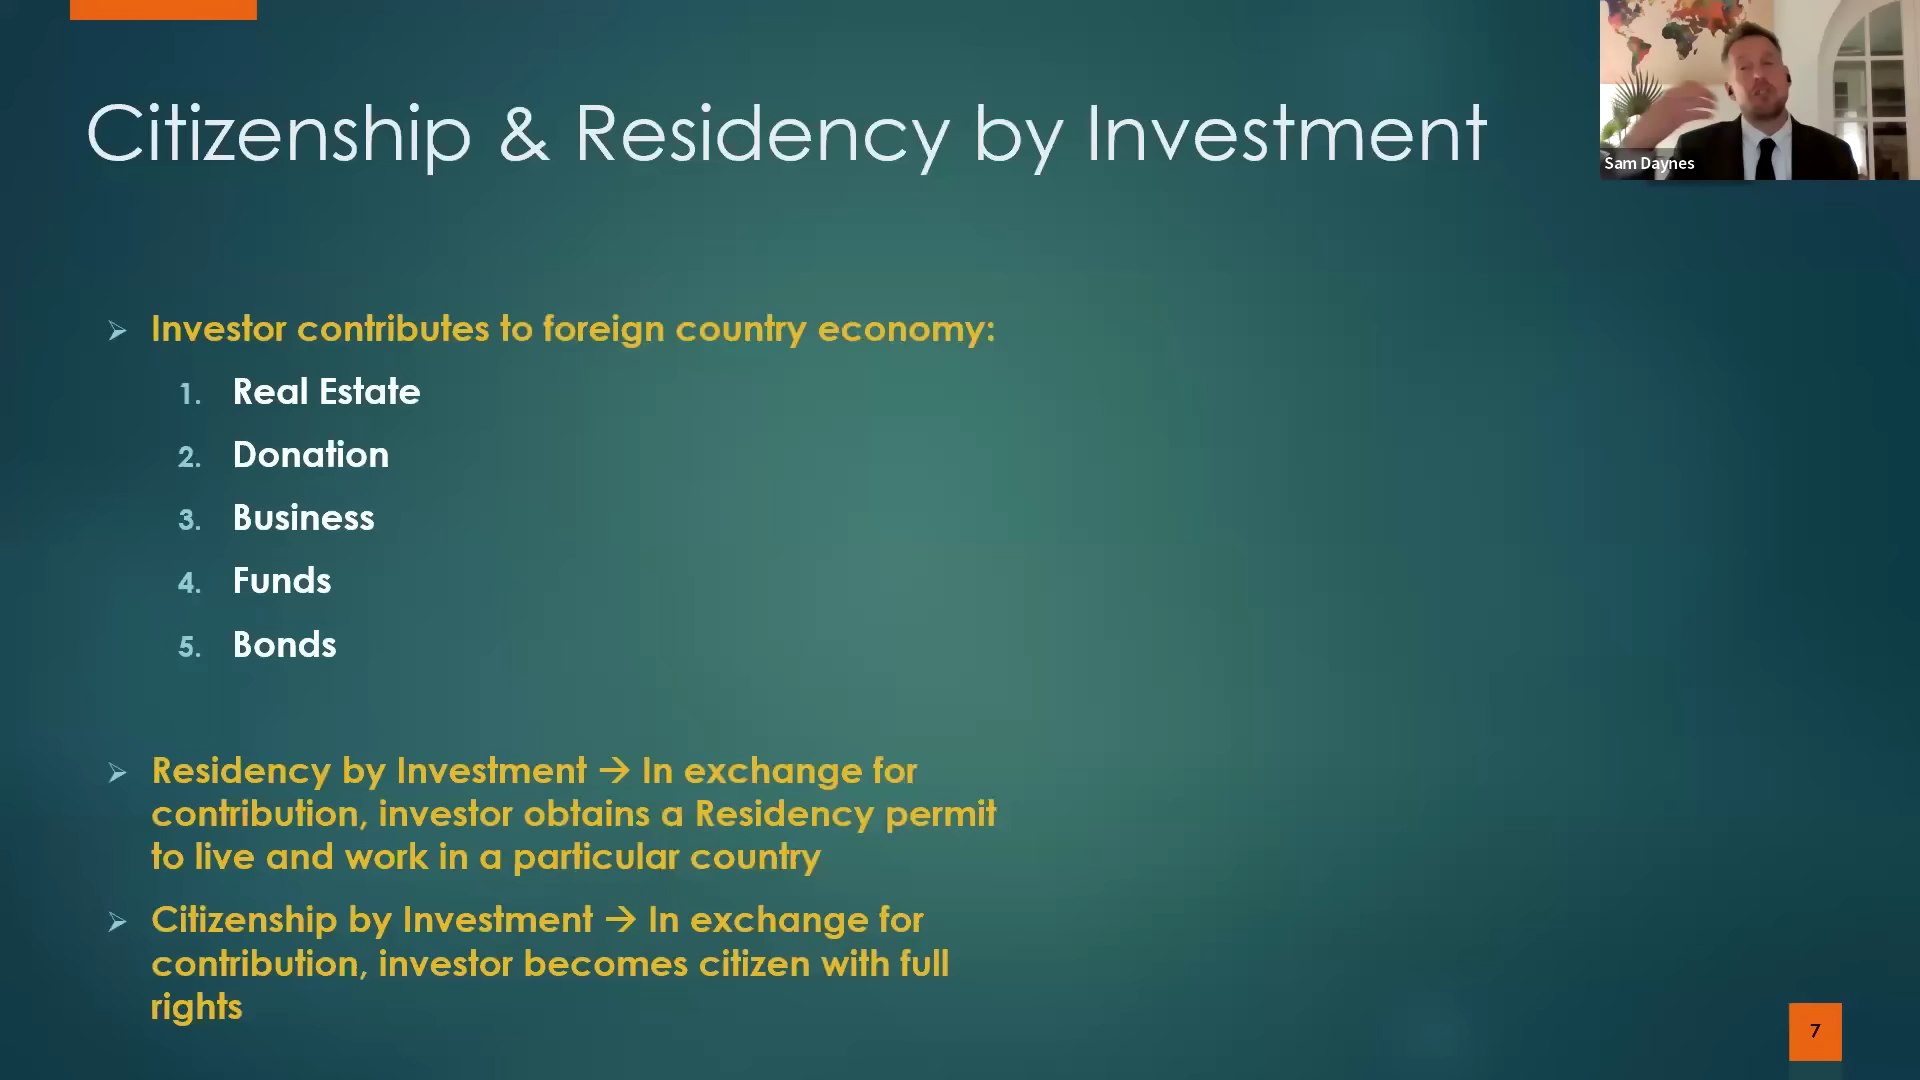 Citizenship & Residency by Investment
Sam Daynes
➢ Investor contributes to foreign country economy:
1. Real Estate
2. Donation
3. Business
4. Funds
5. Bonds
➢ Residency by Investment → In exchange for
contribution, investor obtains a Residency permit
to live and work in a particular country
➢ Citizenship by Investment → In exchange for
contribution, investor becomes citizen with full
rights
7